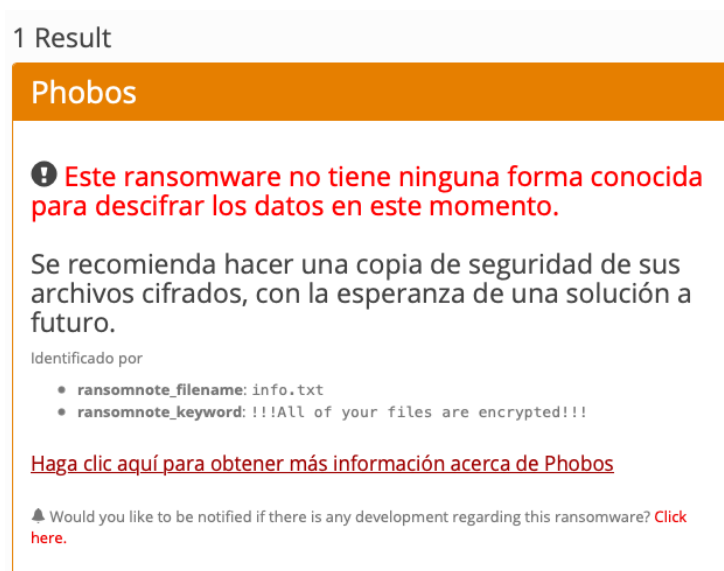 1 Result
Phobos
Este ransomware no tiene ninguna forma conocida
para descifrar los datos en este momento.
Se recomienda hacer una copia de seguridad de sus
archivos cifrados, con la esperanza de una solución a
futuro.
Identificado por
• ransomnote_filename: info.txt
• ransomnote_keyword: !!!All of your files are encrypted!!!
Haga clic aquí para obtener más información acerca de Phobos
Would you like to be notified if there is any development regarding this ransomware? Click
here.